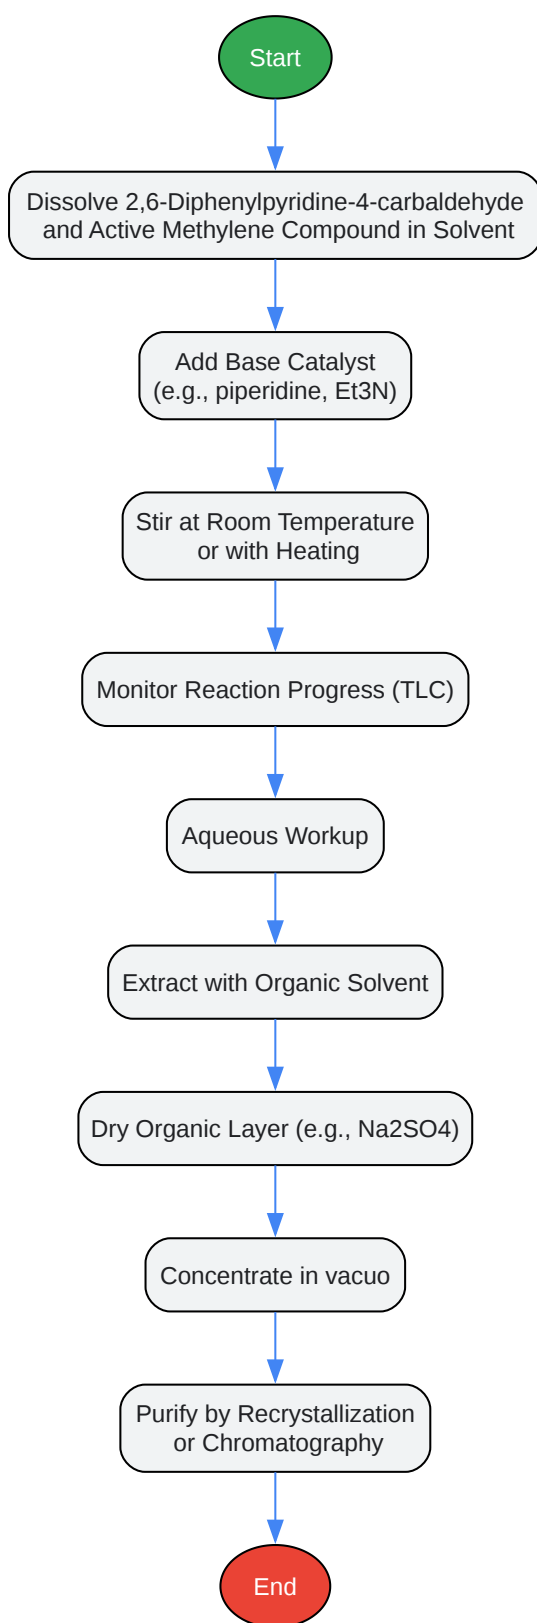 Start
Dissolve 2,6-Diphenylpyridine-4-carbaldehyde
and Active Methylene Compound in Solvent
Add Base Catalyst
(e.g., piperidine, Et3N)
Stir at Room Temperature
or with Heating
Monitor Reaction Progress (TLC)
Aqueous Workup
Extract with Organic Solvent
Dry Organic Layer (e.g., Na2SO4)
Concentrate in vacuo
Purify by Recrystallization
or Chromatography
End